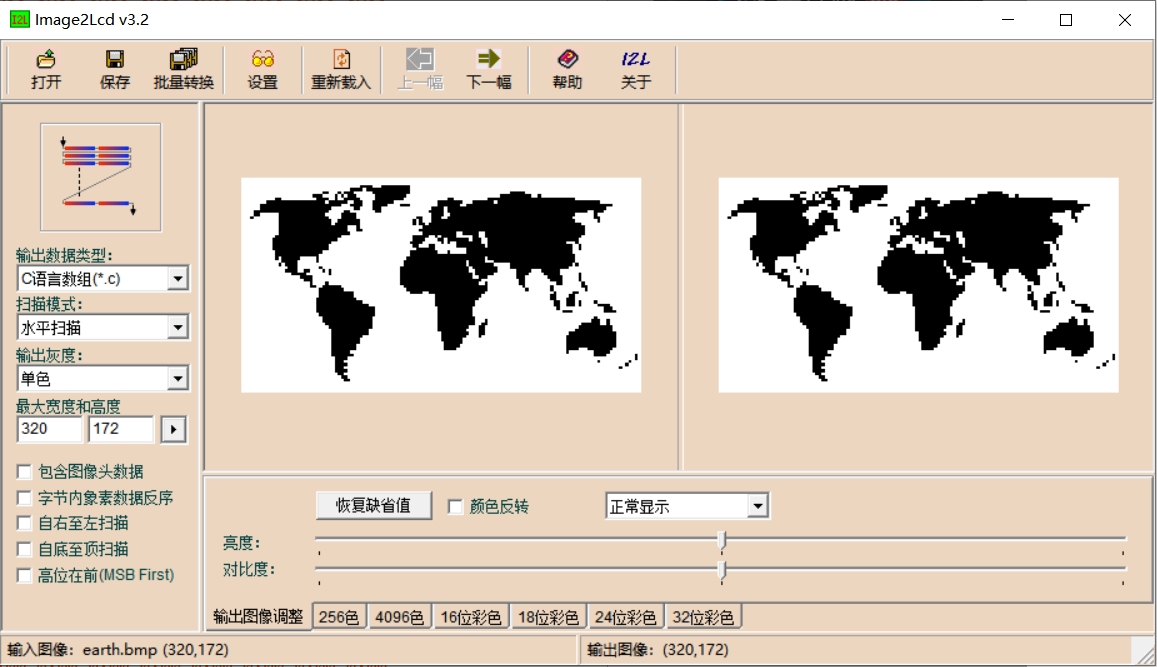 I2L Image2Lcd v3.2
打开 保存 批量转换 设置 重新载入 上一幅 下一幅 帮助 I2L 关于
输出数据类型:
C语言数组(*.c)
扫描模式:
水平扫描
输出灰度:
单色
最大宽度和高度
320 172
包含图像头数据
字节内象素数据反序
自右至左扫描
自底至顶扫描
高位在前(MSB First)
恢复缺省值 颜色反转 正常显示
亮度:
对比度:
输出图像调整 256色 4096色 16位彩色 18位彩色 24位彩色 32位彩色
输入图像: earth.bmp (320,172) 输出图像: (320,172)